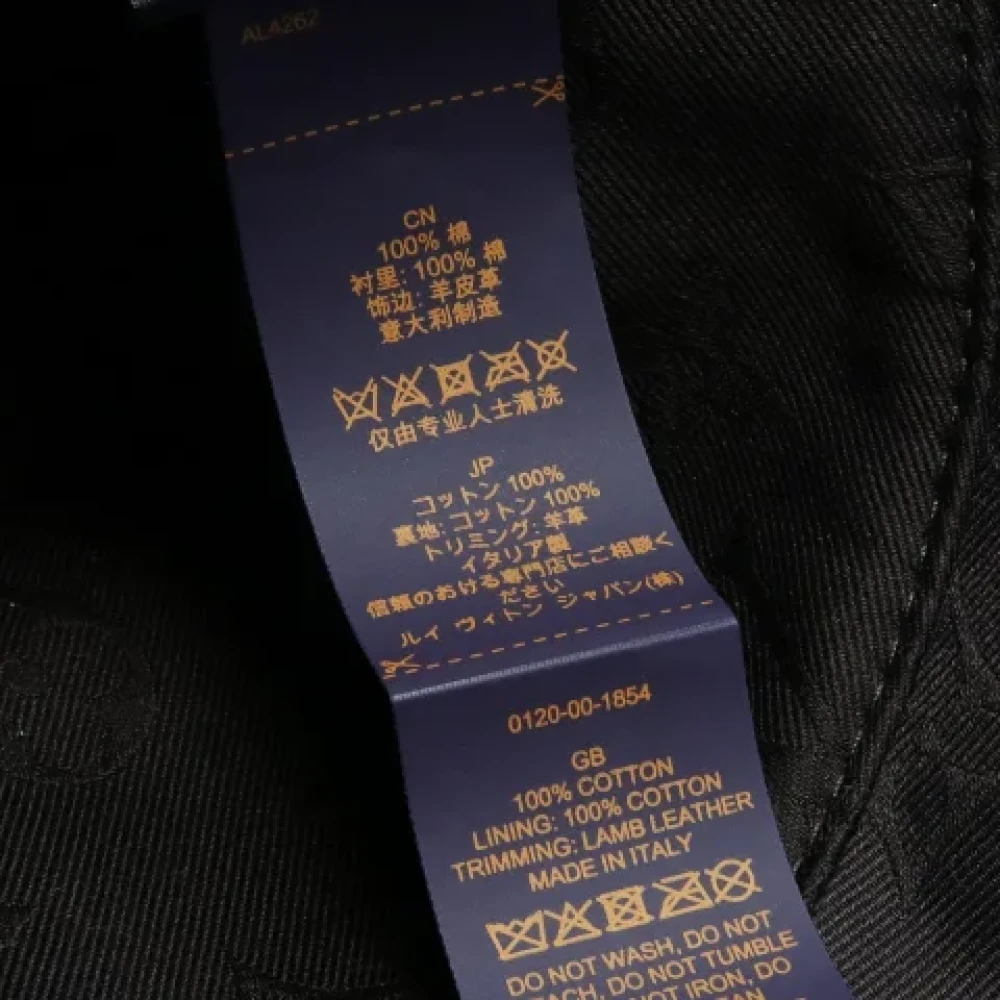 AL4262
CN
100% 棉
衬里: 100% 棉
饰边: 羊皮革
意大利制造
仅由专业人士清洗
JP
コットン 100%
裏地: コットン 100%
トリミング: 羊革
イタリア製
信頼のおける専門店にご相談く
ださい
ルイ ヴィトン ジャパン(株)
0120-00-1854
GB
100% COTTON
LINING: 100% COTTON
TRIMMING: LAMB LEATHER
MADE IN ITALY
DO NOT WASH, DO NOT
DO NOT TUMBLE
IRON, DO